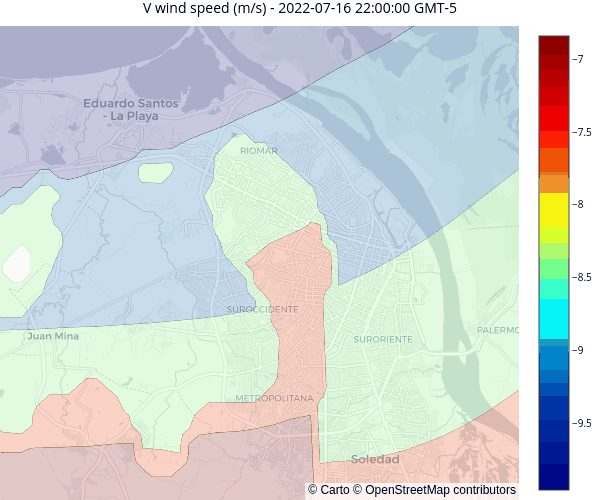 V wind speed (m/s) - 2022-07-16 22:00:00 GMT-5
Eduardo Santos
- La Playa
RIOMAR
SUROCCIDENTE
Juan Mina
SURORIENTE
PALERMO
METROPOLITANA
Soledad
© Carto © OpenStreetMap contributors
−7
−7.5
−8
−8.5
−9
−9.5